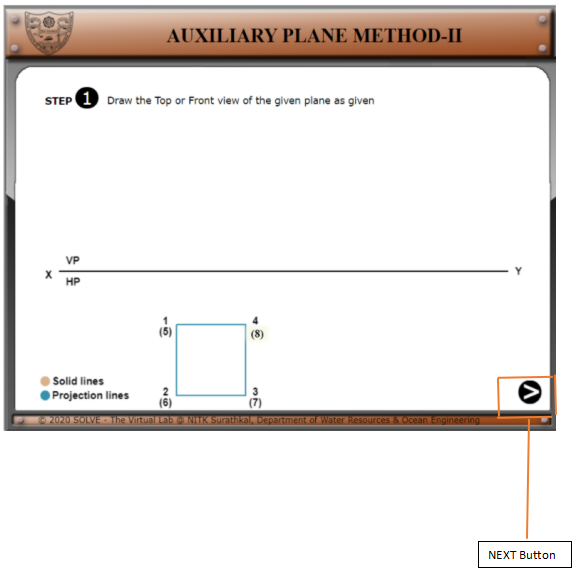 AUXILIARY PLANE METHOD-II
STEP 1 Draw the Top or Front view of the given plane as given
VP
X Y
HP
1 4
(5) (8)
Solid lines
Projection lines
2 3
(6) (7)
© 2020 SOLVE - The Virtual Lab @ NITK Surathkal, Department of Water Resources & Ocean Engineering
NEXT Button